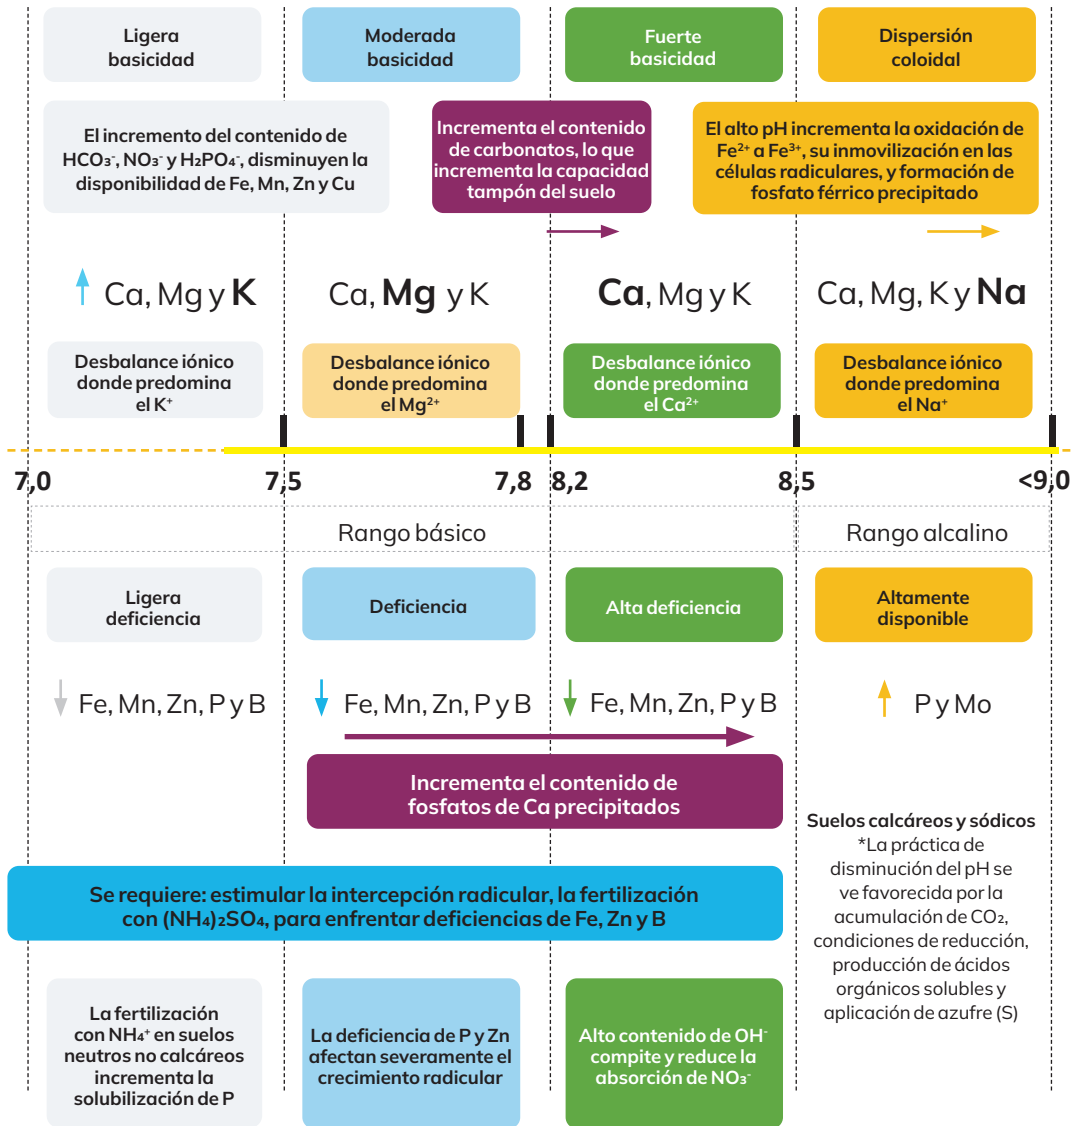 Ligera
basicidad
Moderada
basicidad
Fuerte
basicidad
Dispersión
coloidal
El incremento del contenido de
HCO₃⁻, NO₃⁻ y H₂PO₄⁻, disminuyen la
disponibilidad de Fe, Mn, Zn y Cu
Incrementa el contenido
de carbonatos, lo que
incrementa la capacidad
tampón del suelo
El alto pH incrementa la oxidación de
Fe²⁺ a Fe³⁺, su inmovilización en las
células radiculares, y formación de
fosfato férrico precipitado
Ca, Mg y K
Ca, Mg y K
Ca, Mg y K
Ca, Mg, K y Na
Desbalance iónico
donde predomina
el K⁺
Desbalance iónico
donde predomina
el Mg²⁺
Desbalance iónico
donde predomina
el Ca²⁺
Desbalance iónico
donde predomina
el Na⁺
7,0
7,5
7,8
8,2
8,5
<9,0
Rango básico
Rango alcalino
Ligera
deficiencia
Deficiencia
Alta deficiencia
Altamente
disponible
Fe, Mn, Zn, P y B
Fe, Mn, Zn, P y B
Fe, Mn, Zn, P y B
P y Mo
Incrementa el contenido de
fosfatos de Ca precipitados
Se requiere: estimular la intercepción radicular, la fertilización
con (NH₄)₂SO₄, para enfrentar deficiencias de Fe, Zn y B
Suelos calcáreos y sódicos
*La práctica de
disminución del pH se
ve favorecida por la
acumulación de CO₂,
condiciones de reducción,
producción de ácidos
orgánicos solubles y
aplicación de azufre (S)
La fertilización
con NH₄⁺ en suelos
neutros no calcáreos
incrementa la
solubilización de P
La deficiencia de P y Zn
afectan severamente el
crecimiento radicular
Alto contenido de OH⁻
compite y reduce la
absorción de NO₃⁻